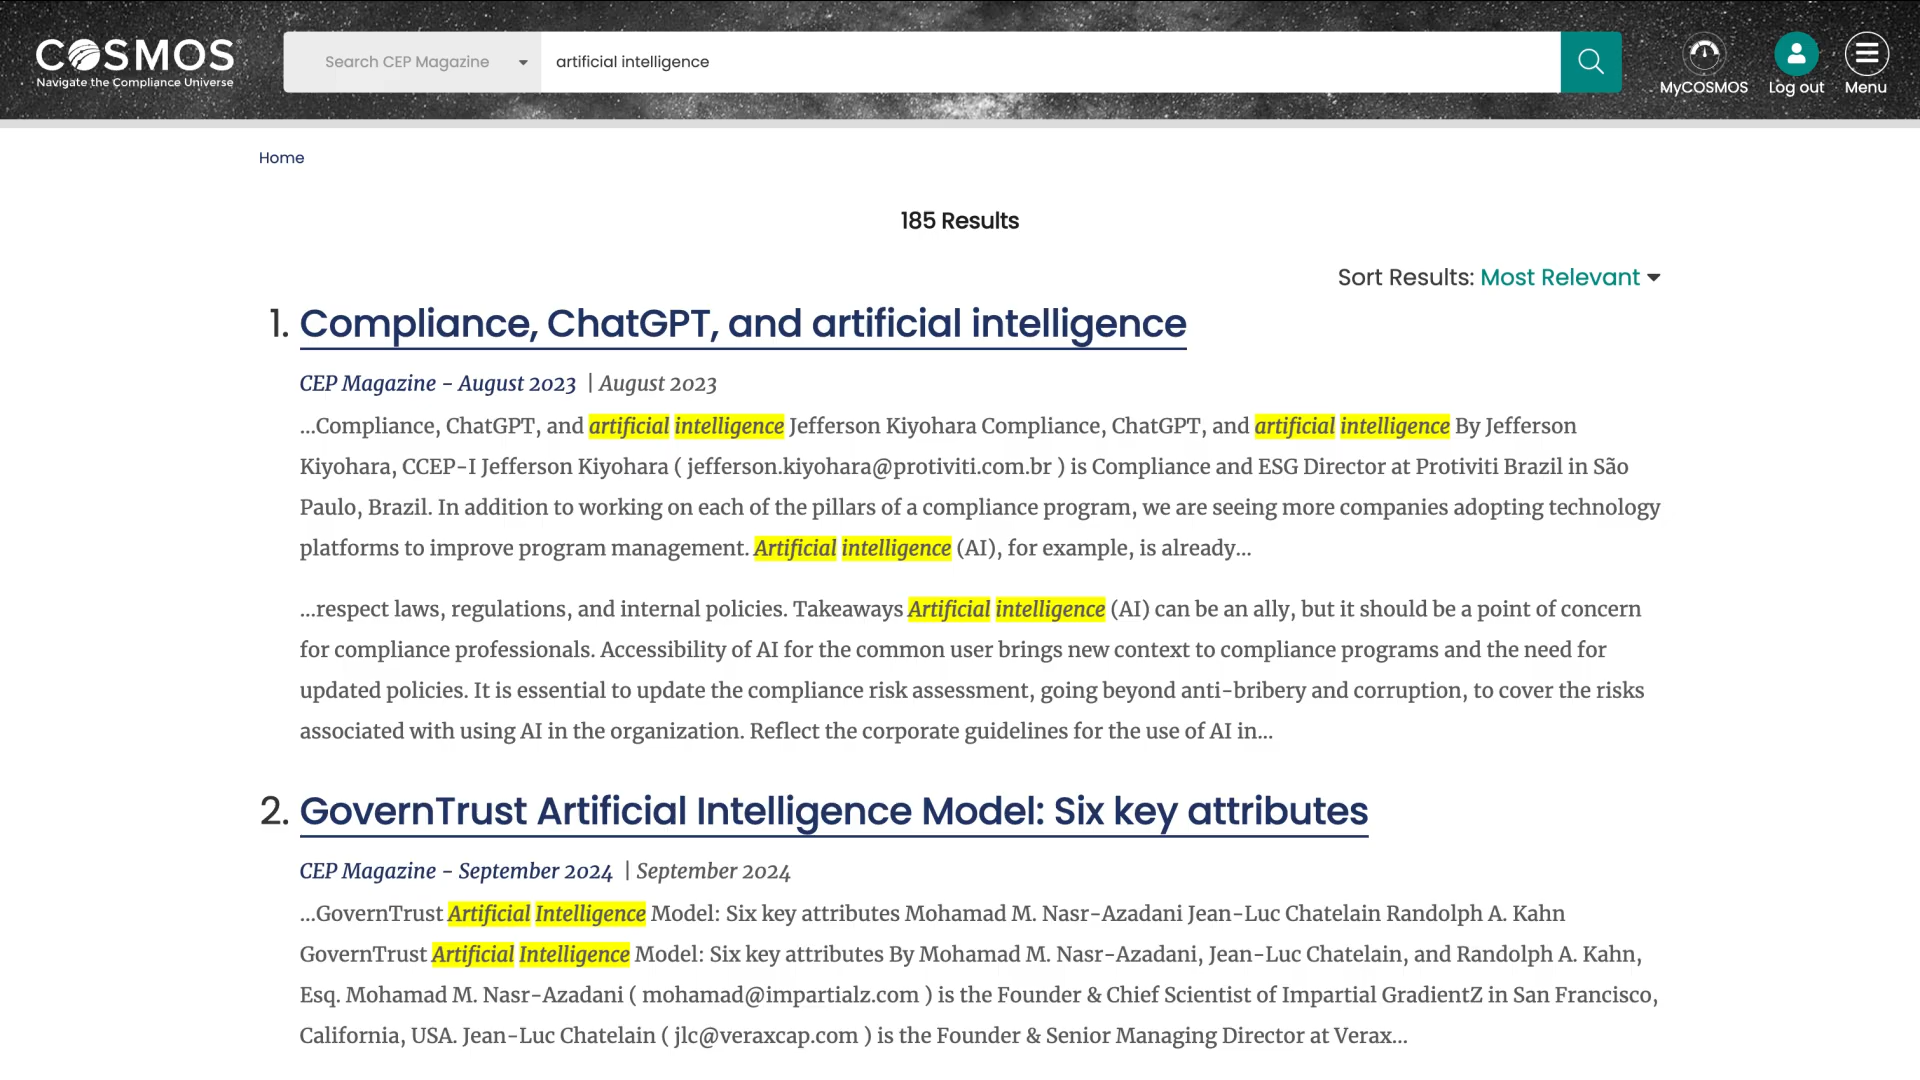 COSMOS
Navigate the Compliance Universe
Search CEP Magazine
artificial intelligence
MyCOSMOS
Log out
Menu
Home
185 Results
Sort Results: Most Relevant
1. Compliance, ChatGPT, and artificial intelligence
CEP Magazine - August 2023 | August 2023
...Compliance, ChatGPT, and artificial intelligence Jefferson Kiyohara Compliance, ChatGPT, and artificial intelligence By Jefferson
Kiyohara, CCEP-I Jefferson Kiyohara ( jefferson.kiyohara@protiviti.com.br ) is Compliance and ESG Director at Protiviti Brazil in São
Paulo, Brazil. In addition to working on each of the pillars of a compliance program, we are seeing more companies adopting technology
platforms to improve program management. Artificial intelligence (AI), for example, is already...
...respect laws, regulations, and internal policies. Takeaways Artificial intelligence (AI) can be an ally, but it should be a point of concern
for compliance professionals. Accessibility of AI for the common user brings new context to compliance programs and the need for
updated policies. It is essential to update the compliance risk assessment, going beyond anti-bribery and corruption, to cover the risks
associated with using AI in the organization. Reflect the corporate guidelines for the use of AI in...
2. GovernTrust Artificial Intelligence Model: Six key attributes
CEP Magazine - September 2024 | September 2024
...GovernTrust Artificial Intelligence Model: Six key attributes Mohamad M. Nasr-Azadani Jean-Luc Chatelain Randolph A. Kahn
GovernTrust Artificial Intelligence Model: Six key attributes By Mohamad M. Nasr-Azadani, Jean-Luc Chatelain, and Randolph A. Kahn,
Esq. Mohamad M. Nasr-Azadani ( mohamad@impartialz.com ) is the Founder & Chief Scientist of Impartial GradientZ in San Francisco,
California, USA. Jean-Luc Chatelain ( jlc@veraxcap.com ) is the Founder & Senior Managing Director at Verax...